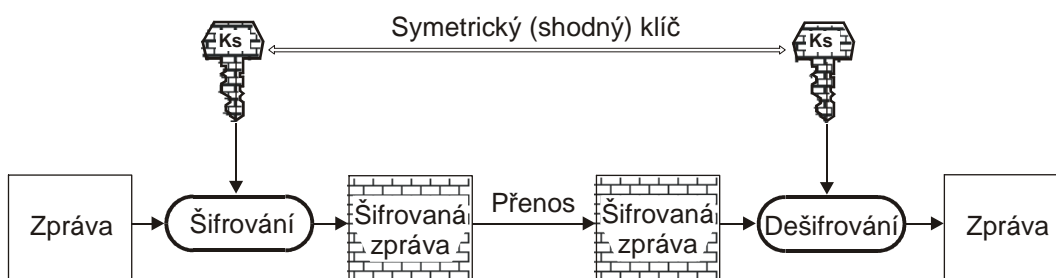 Symetrický (shodný) klíč
Ks
Ks
Zpráva
Šifrování
Šifrovaná
zpráva
Přenos
Šifrovaná
zpráva
Dešifrování
Zpráva